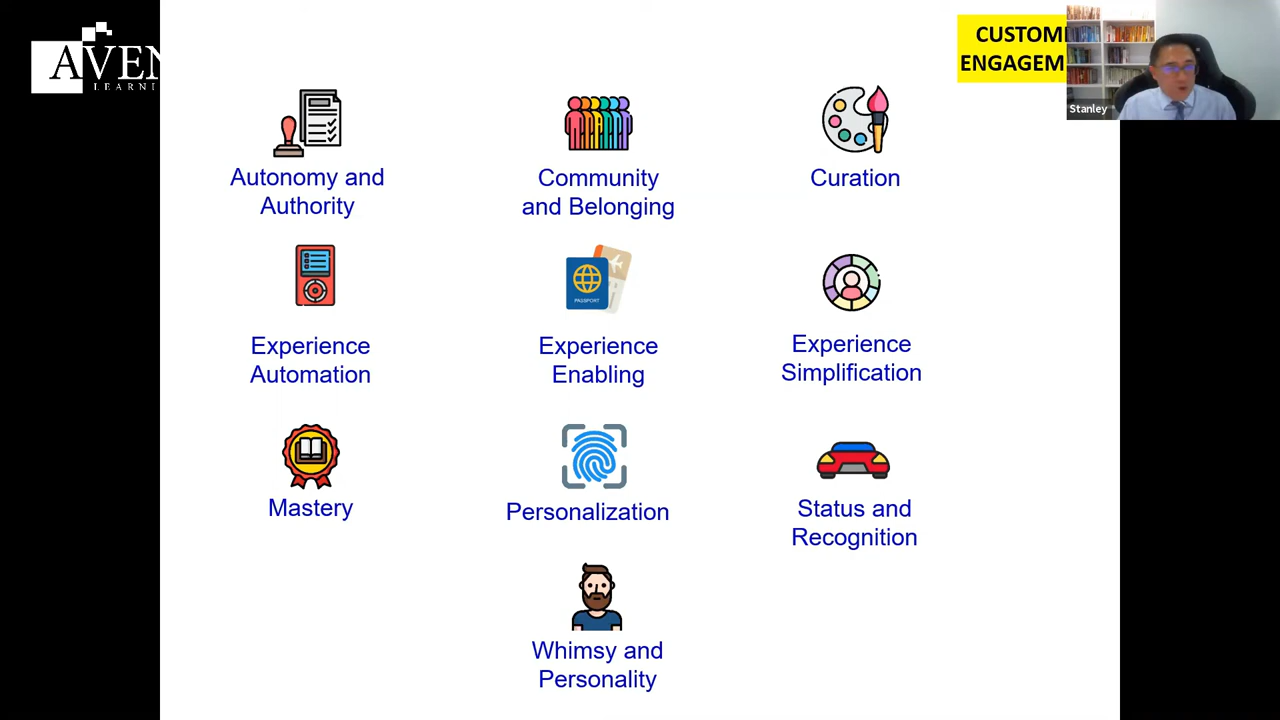 AVEN
LEARNI
CUSTOM
ENGAGEM
Stanley
Autonomy and
Authority
Community
and Belonging
Curation
PASSPORT
Experience
Automation
Experience
Enabling
Experience
Simplification
Mastery
Personalization
Status and
Recognition
Whimsy and
Personality